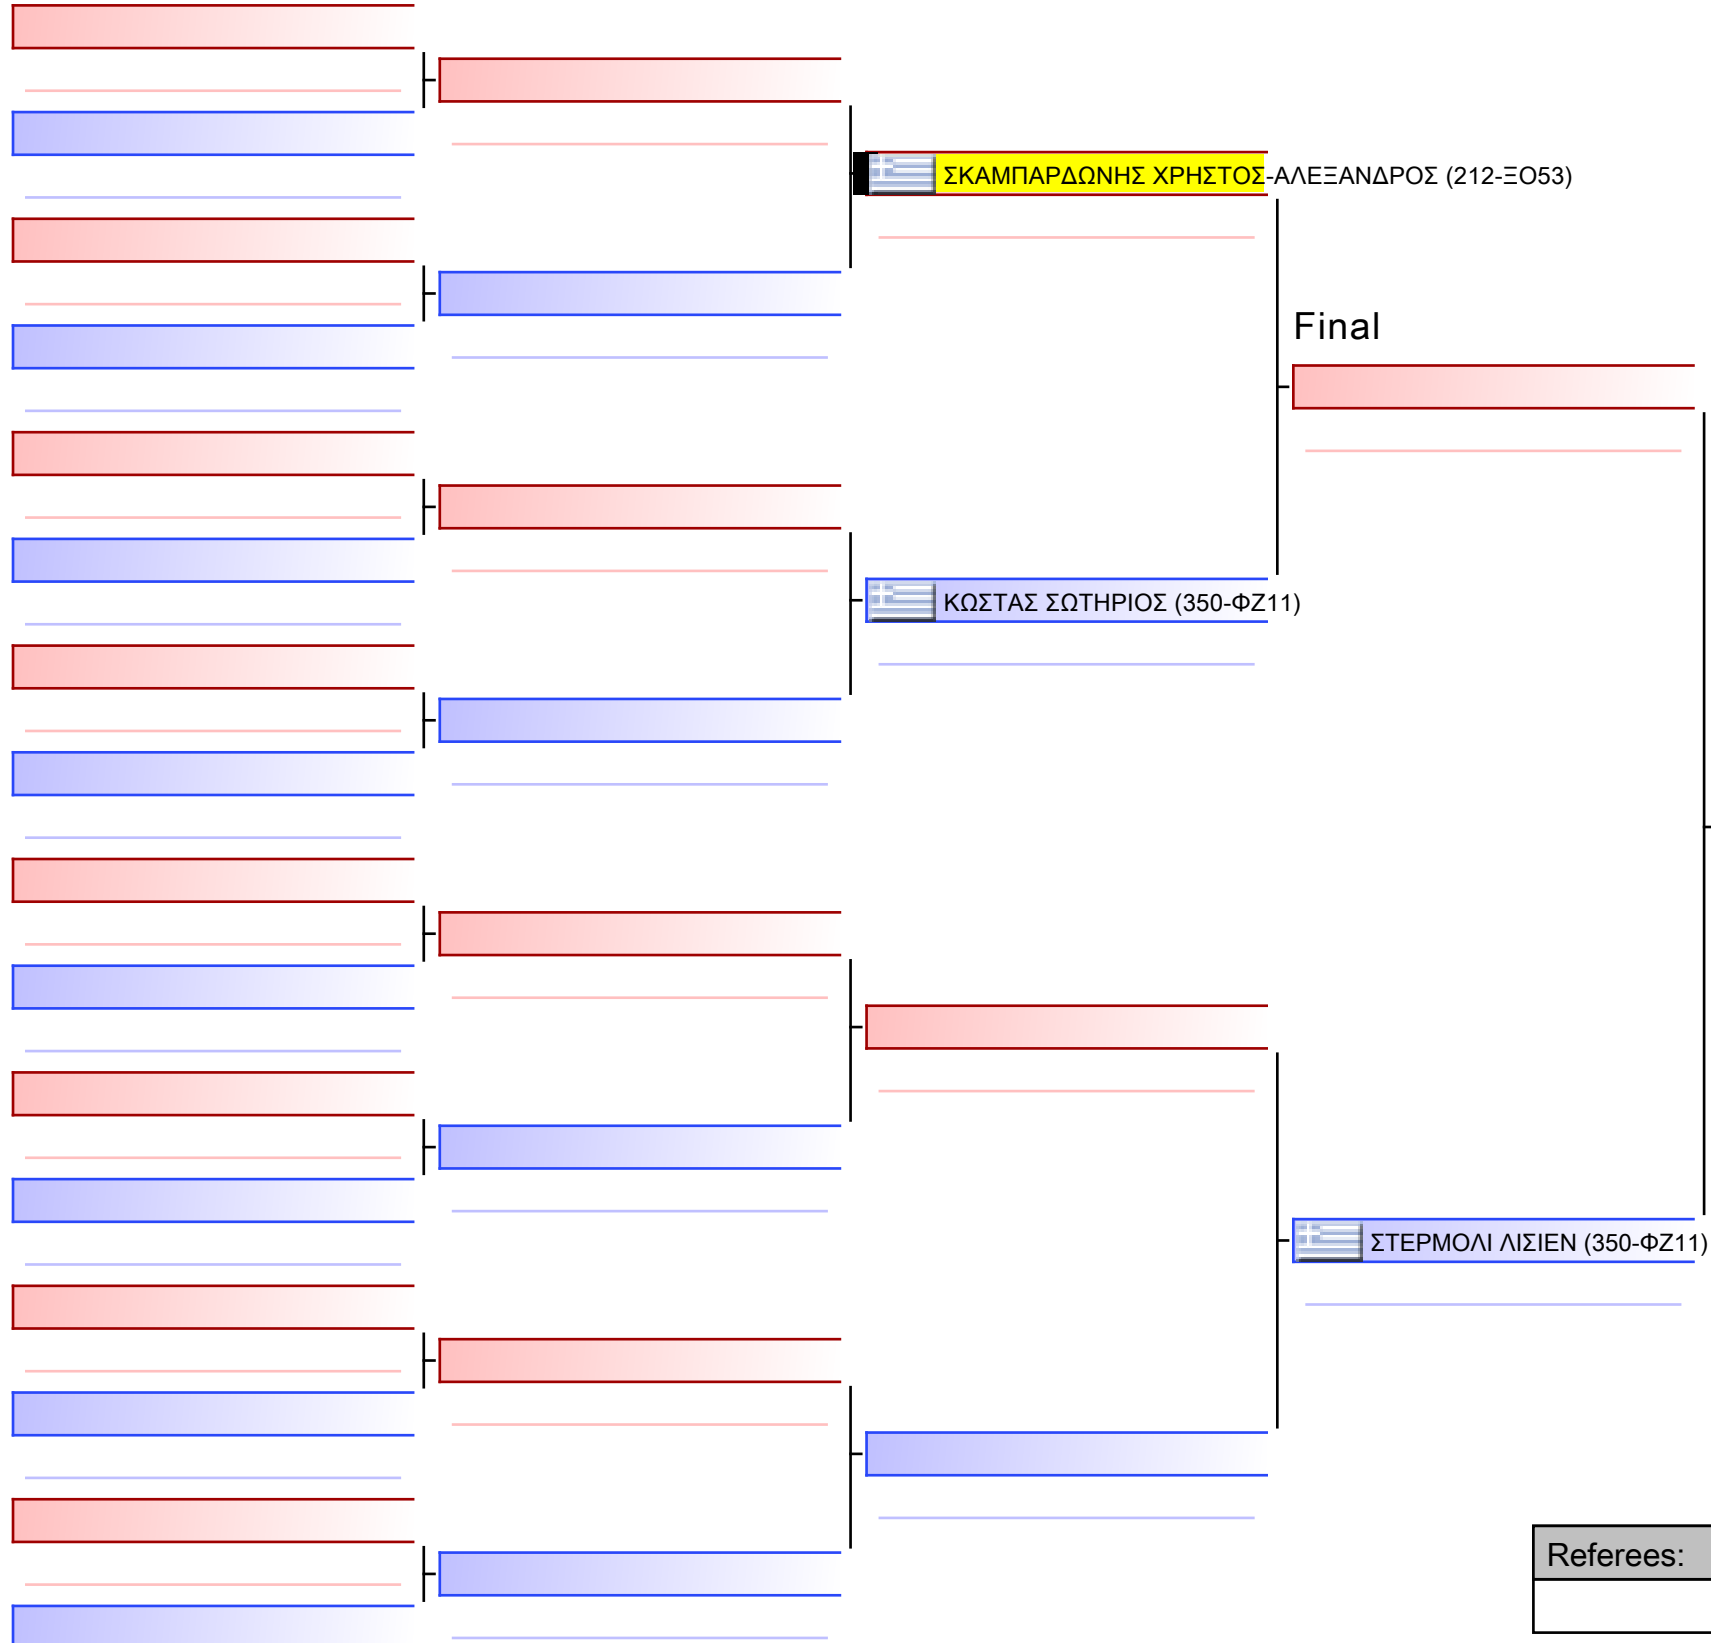 ΣΚΑΜΠΑΡΔΩΝΗΣ ΧΡΗΣΤΟΣ-ΑΛΕΞΑΝΔΡΟΣ (212-ΞΟ53)
Final
ΚΩΣΤΑΣ ΣΩΤΗΡΙΟΣ (350-ΦΖ11)
ΣΤΕΡΜΟΛΙ ΛΙΣΙΕΝ (350-ΦΖ11)
Referees: